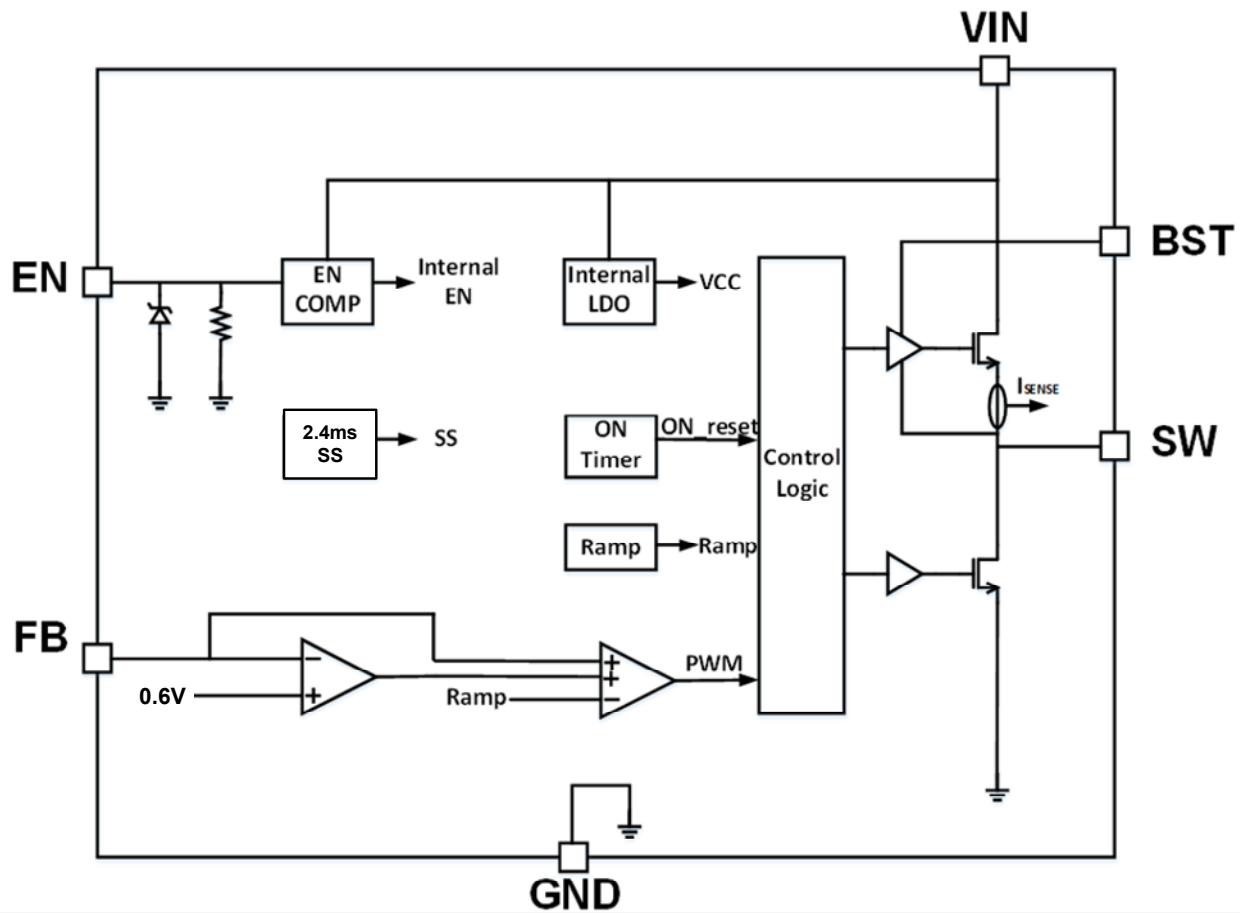 VIN
BST
EN
EN
COMP
Internal
EN
Internal
LDO
VCC
ISENSE
2.4ms
SS
SS
ON
Timer
ON_reset
Control
Logic
SW
Ramp
Ramp
FB
0.6V
−
+
Ramp
+
+
−
PWM
GND